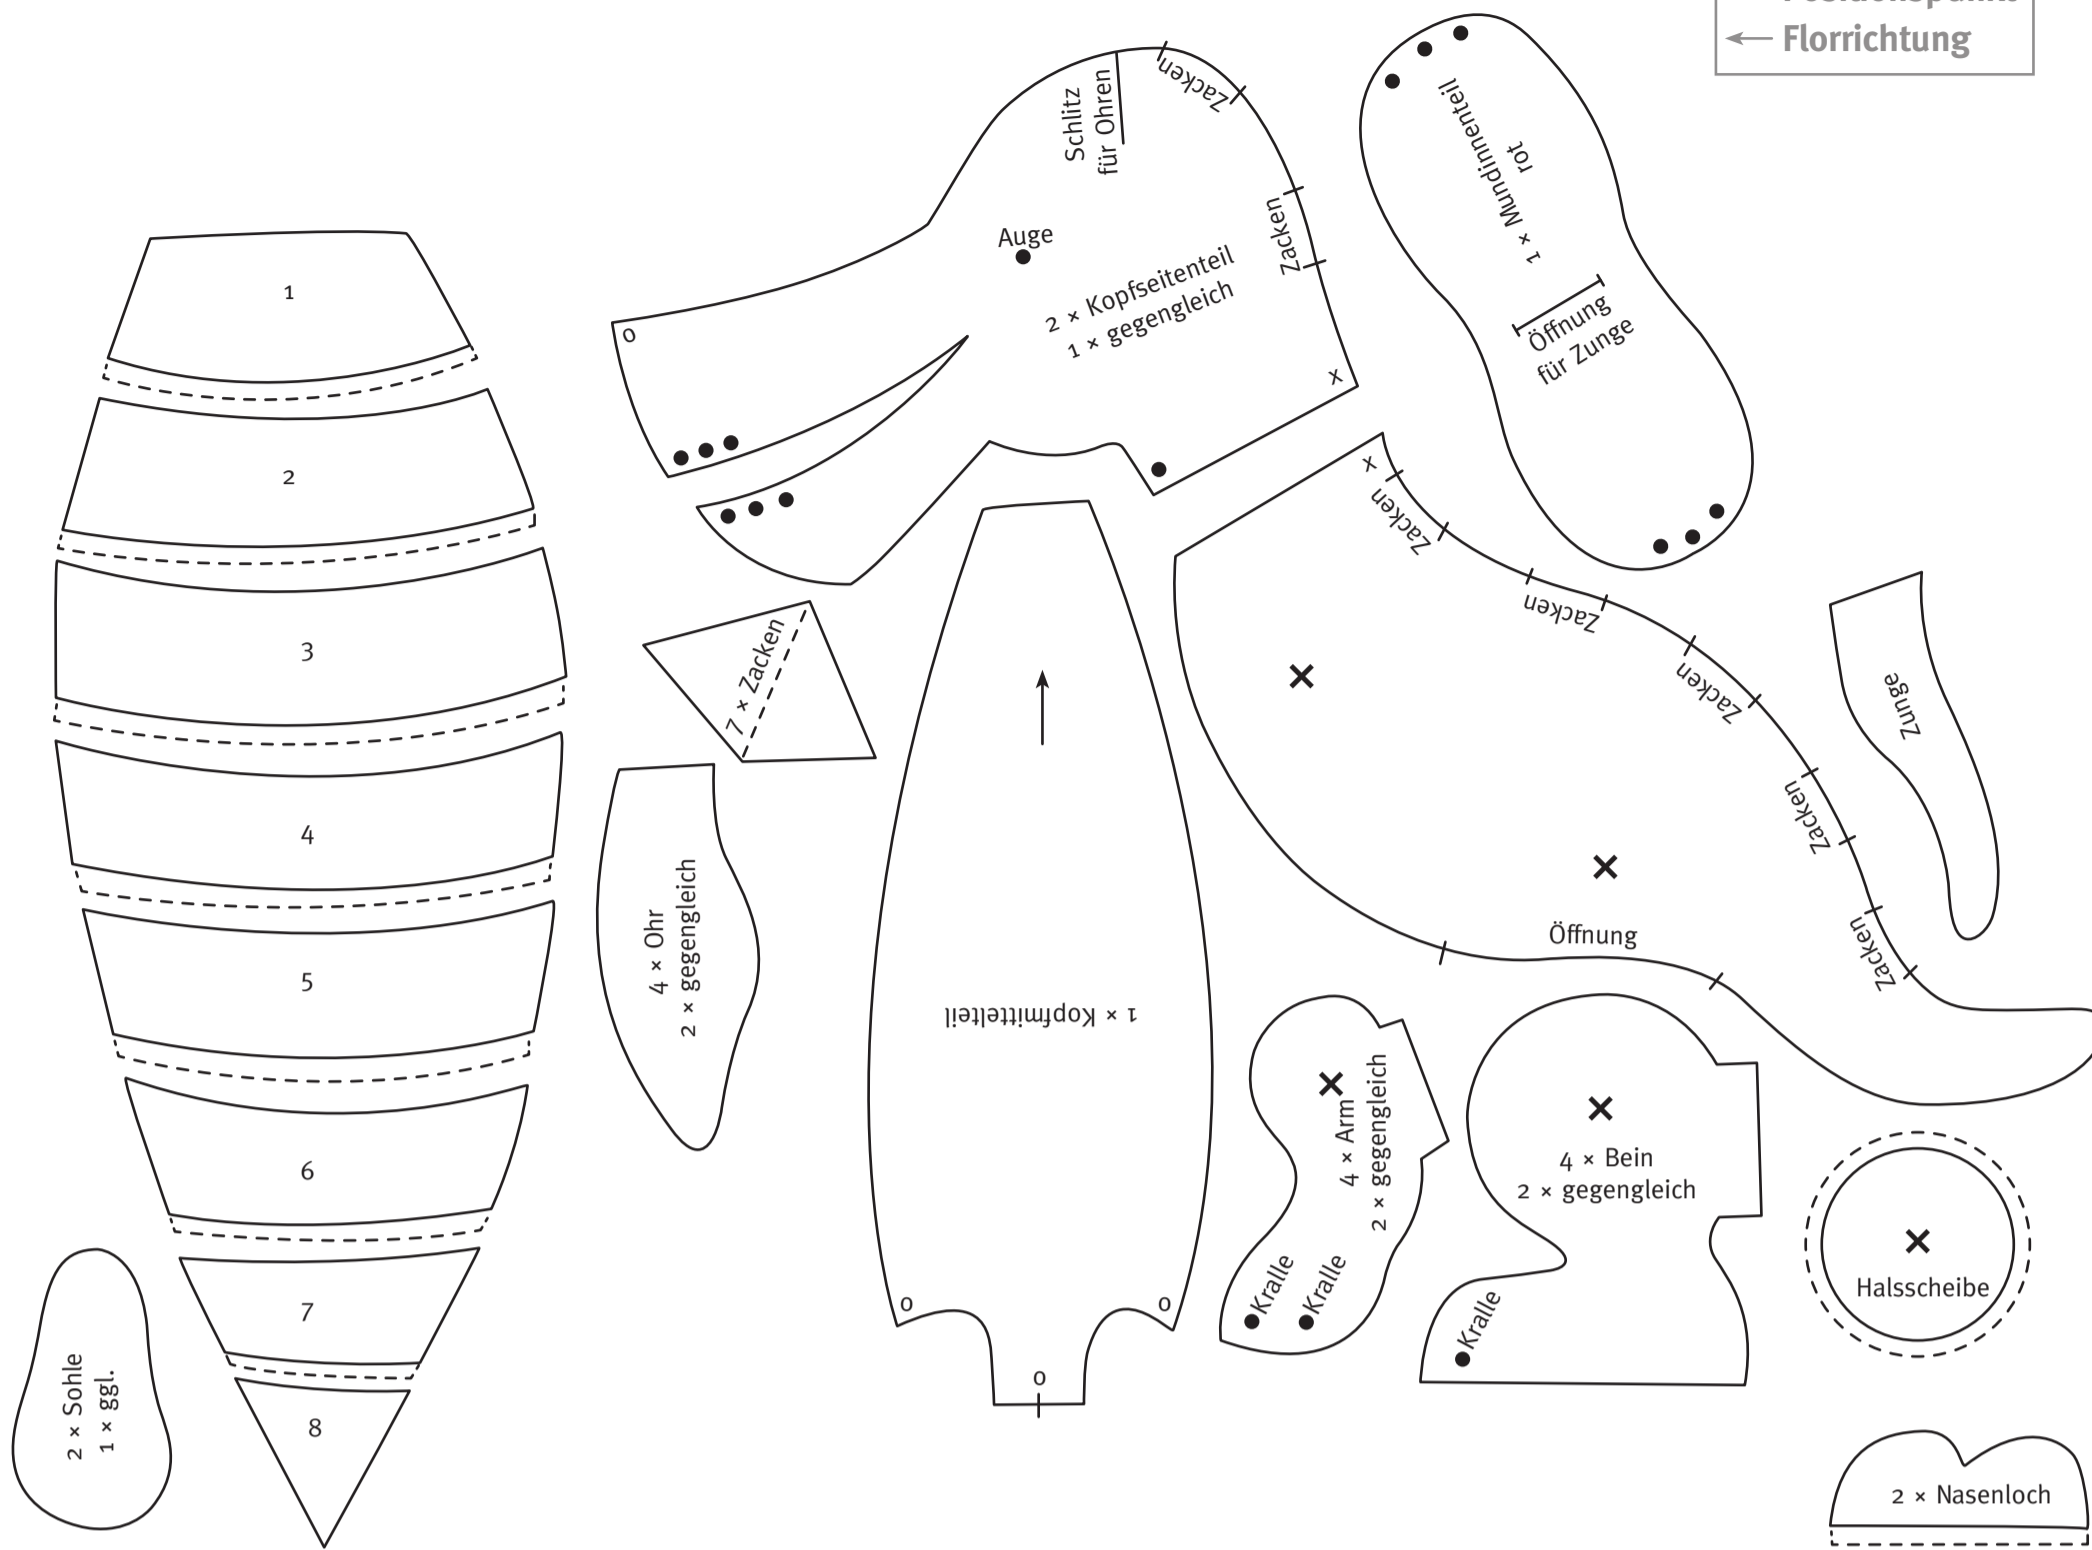 Positionspunkt
Florrichtung
1
2
3
4
5
6
7
8
Schlitz
für Ohren
Zacken
Zacken
Auge
2 × Kopfseitenteil
1 × gegengleich
o
x
1 × Mundinnenteil
rot
Öffnung
für Zunge
x
Zacken
Zacken
Zacken
Zacken
Zacken
Öffnung
Zunge
7 × Zacken
4 × Ohr
2 × gegengleich
1 × Kopfmittelteil
o
o
o
4 × Arm
2 × gegengleich
Kralle
Kralle
4 × Bein
2 × gegengleich
Kralle
Halsscheibe
2 × Sohle
1 × ggl.
2 × Nasenloch